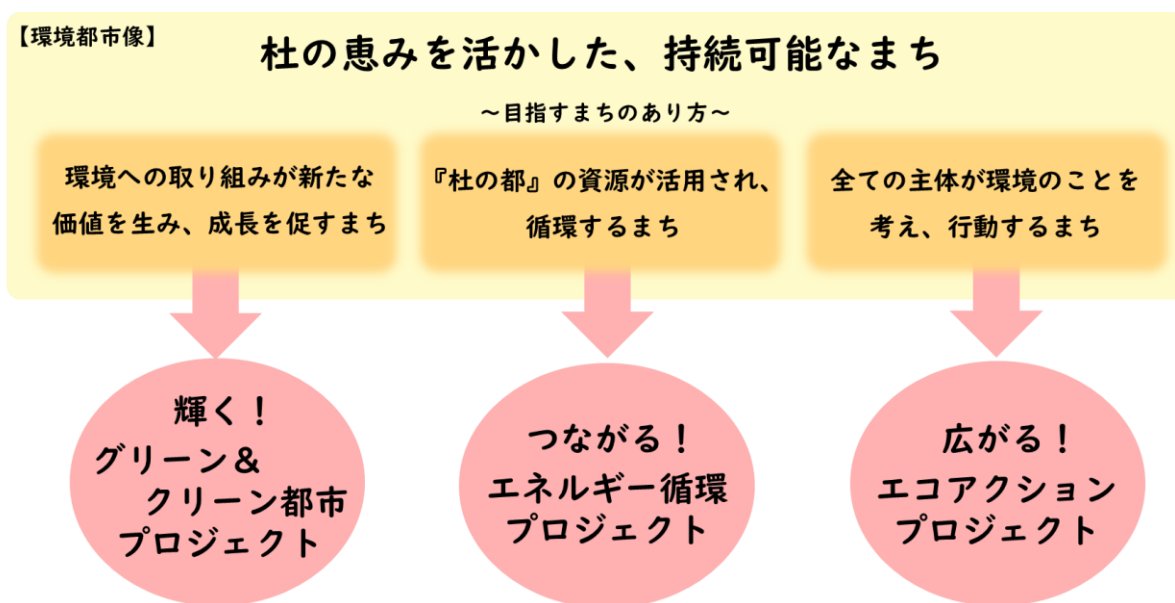 【環境都市像】
杜の恵みを活かした、持続可能なまち
～目指すまちのあり方～
環境への取り組みが新たな
価値を生み、成長を促すまち
『杜の都』の資源が活用され、
循環するまち
全ての主体が環境のことを
考え、行動するまち
輝く！
グリーン＆
クリーン都市
プロジェクト
つながる！
エネルギー循環
プロジェクト
広がる！
エコアクション
プロジェクト